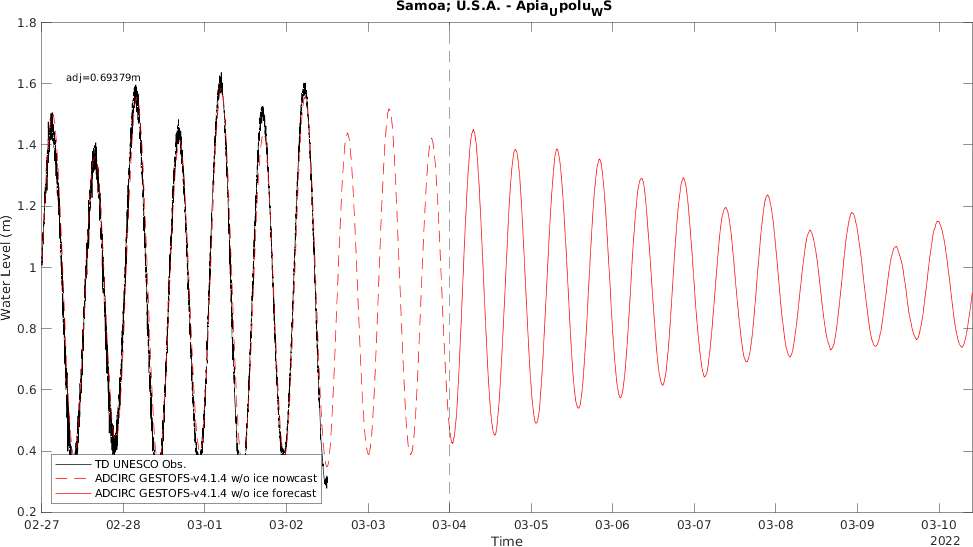 Samoa; U.S.A. - ApiaUpoluWS
1.8
1.6
1.4
1.2
1
0.8
0.6
0.4
0.2
Water Level (m)
adj=0.69379m
TD UNESCO Obs.
ADCIRC GESTOFS-v4.1.4 w/o ice nowcast
ADCIRC GESTOFS-v4.1.4 w/o ice forecast
02-27 02-28 03-01 03-02 03-03 03-04 03-05 03-06 03-07 03-08 03-09 03-10
Time
2022